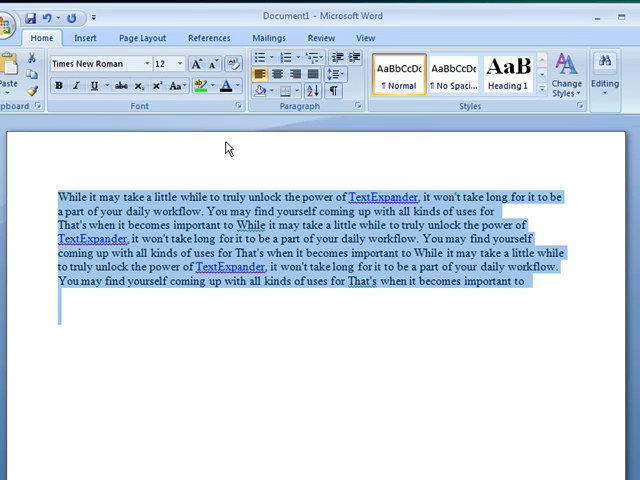 Document1 - Microsoft Word
Home Insert Page Layout References Mailings Review View
Times New Roman 12 AaBbCcDc AaBbCcDc AaB Change Styles Editing
B I U abc x₂ x² Aa ab A ¶ Normal ¶ No Spaci... Heading 1
pboard Font Paragraph Styles
While it may take a little while to truly unlock the power of TextExpander, it won't take long for it to be
a part of your daily workflow. You may find yourself coming up with all kinds of uses for
That's when it becomes important to While it may take a little while to truly unlock the power of
TextExpander, it won't take long for it to be a part of your daily workflow. You may find yourself
coming up with all kinds of uses for That's when it becomes important to While it may take a little while
to truly unlock the power of TextExpander, it won't take long for it to be a part of your daily workflow.
You may find yourself coming up with all kinds of uses for That's when it becomes important to